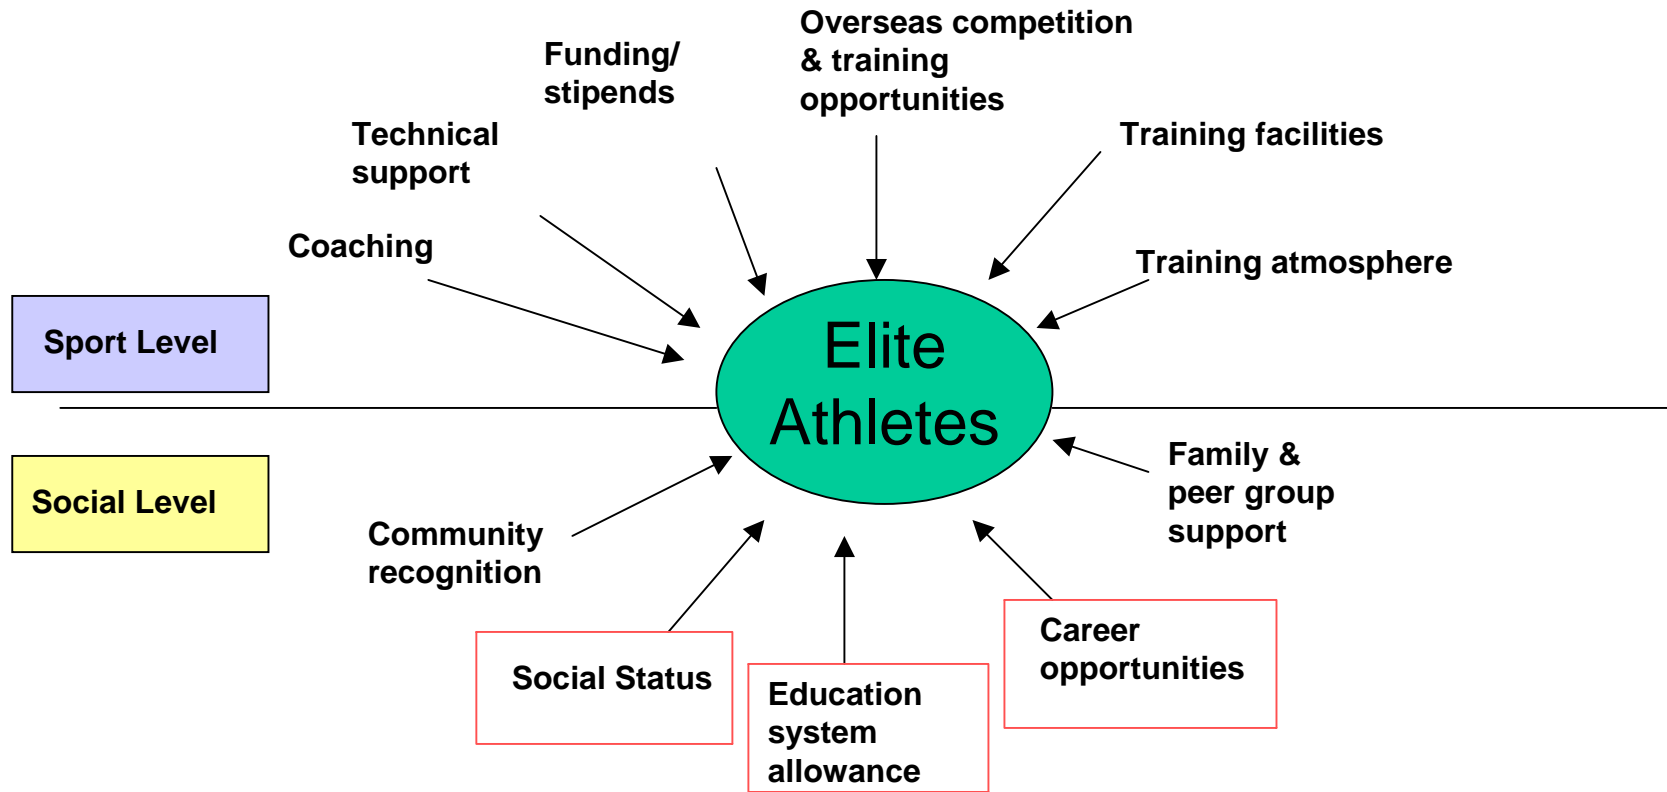 Overseas competition
& training
opportunities
Funding/
stipends
Technical
support
Training facilities
Coaching
Training atmosphere
Sport Level
Elite
Athletes
Social Level
Family &
peer group
support
Community
recognition
Social Status
Education
system
allowance
Career
opportunities